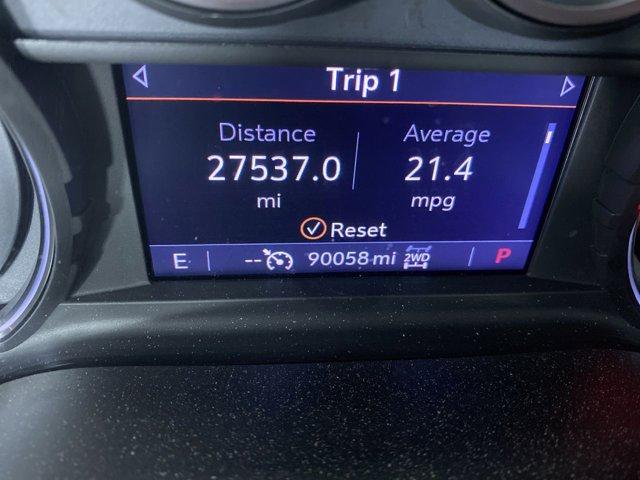 Trip 1
Distance Average
27537.0 21.4
mi mpg
Reset
E -- 90058 mi 2WD P